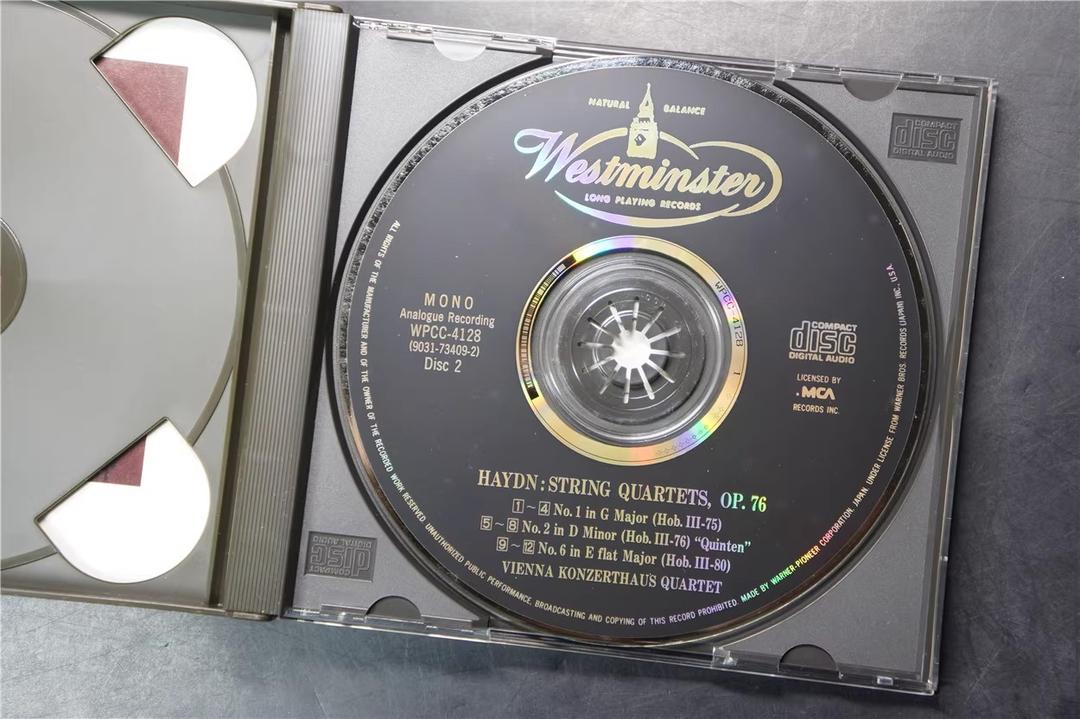 NATURAL BALANCE
Westminster
LONG PLAYING RECORDS
COMPACT
disc
DIGITAL AUDIO
MONO
Analogue Recording
WPCC-4128
(9031-73409-2)
Disc 2
WPCC-4128 1
COMPACT
disc
DIGITAL AUDIO
LICENSED BY
MCA
RECORDS INC.
HAYDN: STRING QUARTETS, OP. 76
1~4 No. 1 in G Major (Hob. III-75)
5~8 No. 2 in D Minor (Hob. III-76) "Quinten"
9~12 No. 6 in E flat Major (Hob. III-80)
VIENNA KONZERTHAUS QUARTET
ALL RIGHTS OF THE MANUFACTURER AND OF THE OWNER OF THE RECORDED WORK RESERVED. UNAUTHORIZED PUBLIC PERFORMANCE, BROADCASTING AND COPYING OF THIS RECORD PROHIBITED. MADE BY WARNER-PIONEER CORPORATION, JAPAN. UNDER LICENSE FROM WARNER BROS. RECORDS (JAPAN) INC., U.S.A.
COMPACT
disc
DIGITAL AUDIO